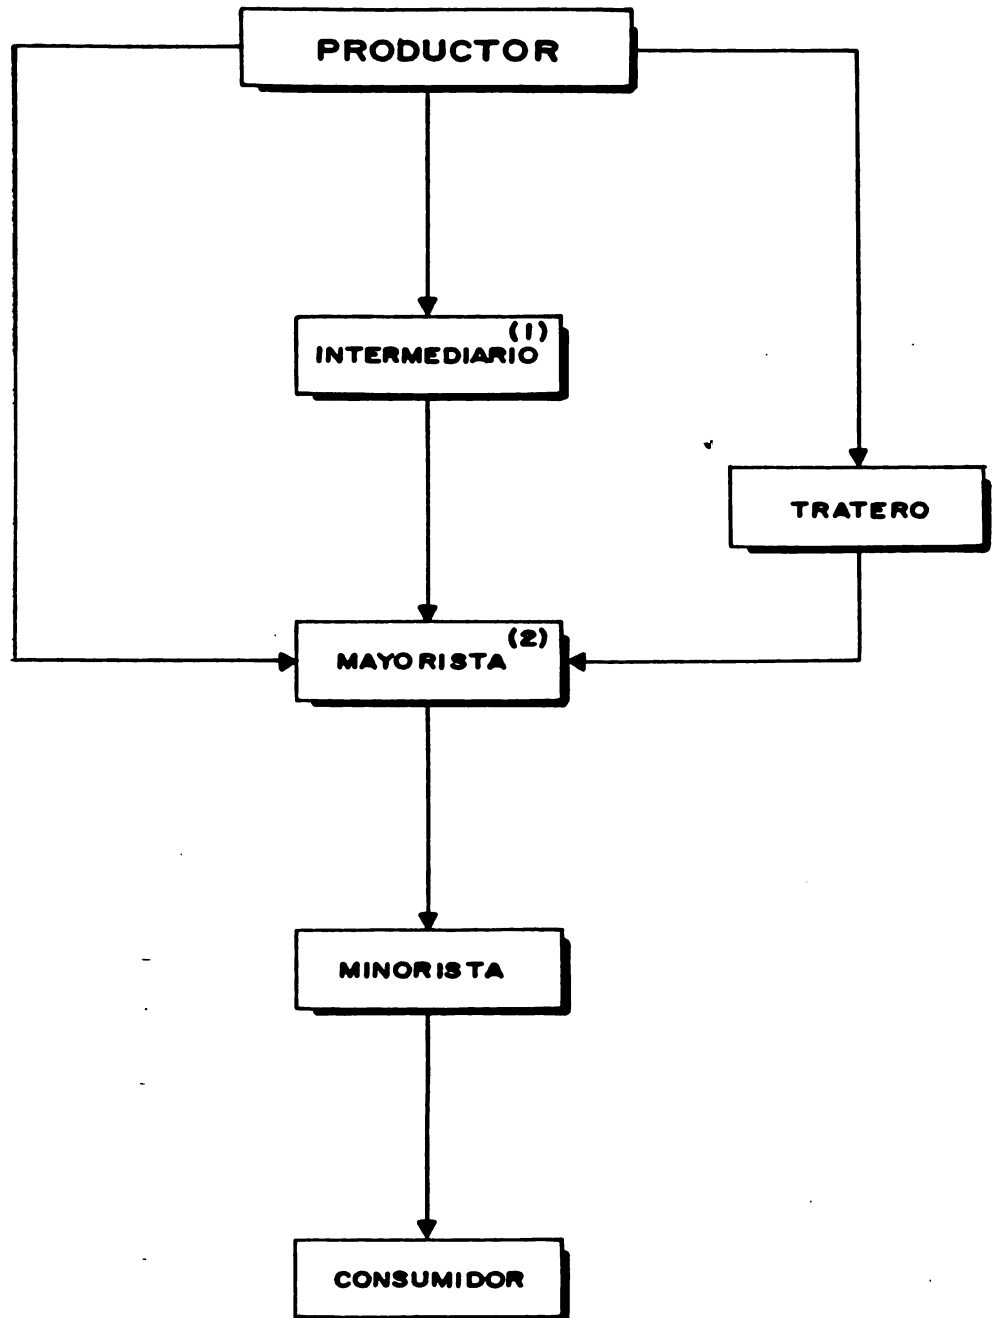 PRODUCTOR
(1)
INTERMEDIARIO
TRATERO
(2)
MAYORISTA
MINORISTA
CONSUMIDOR